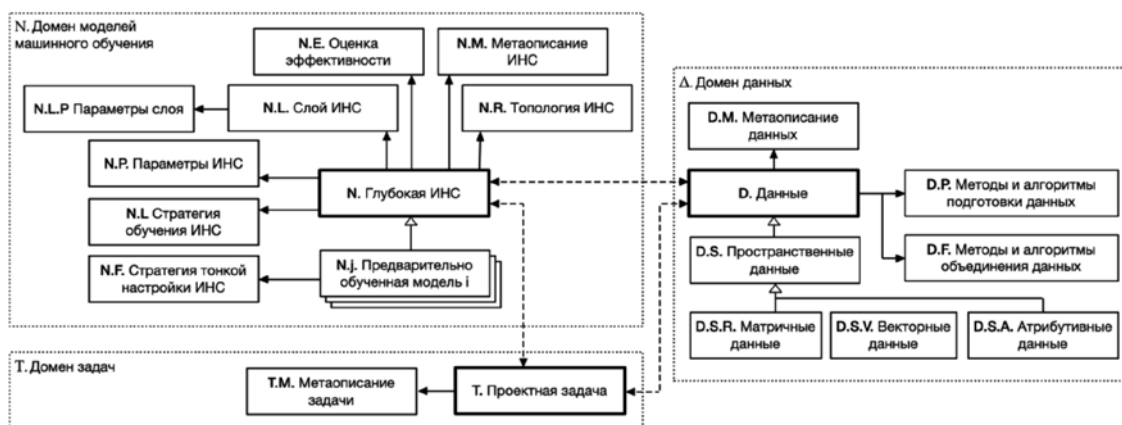 N. Домен моделей
машинного обучения
N.E. Оценка
эффективности
N.M. Метаописание
ИНС
N.L.P Параметры слоя
N.L. Слой ИНС
N.R. Топология ИНС
N.P. Параметры ИНС
N. Глубокая ИНС
N.L Стратегия
обучения ИНС
N.F. Стратегия тонкой
настройки ИНС
N.j. Предварительно
обученная модель i
Δ. Домен данных
D.M. Метаописание
данных
D. Данные
D.P. Методы и алгоритмы
подготовки данных
D.S. Пространственные
данные
D.F. Методы и алгоритмы
объединения данных
D.S.R. Матричные
данные
D.S.V. Векторные
данные
D.S.A. Атрибутивные
данные
T. Домен задач
T.M. Метаописание
задачи
T. Проектная задача